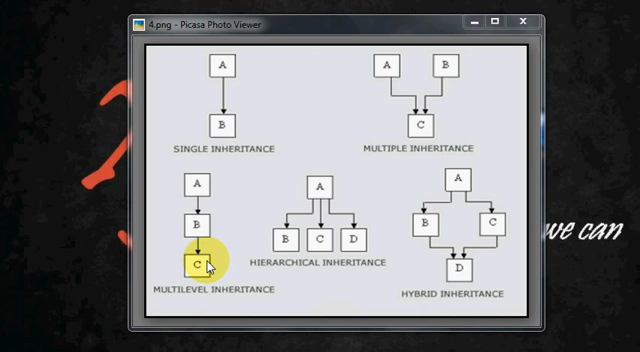 4.png - Picasa Photo Viewer
A
B
SINGLE INHERITANCE
A B
C
MULTIPLE INHERITANCE
A
B
C
MULTILEVEL INHERITANCE
A
B C D
HIERARCHICAL INHERITANCE
A
B C
D
HYBRID INHERITANCE
we can